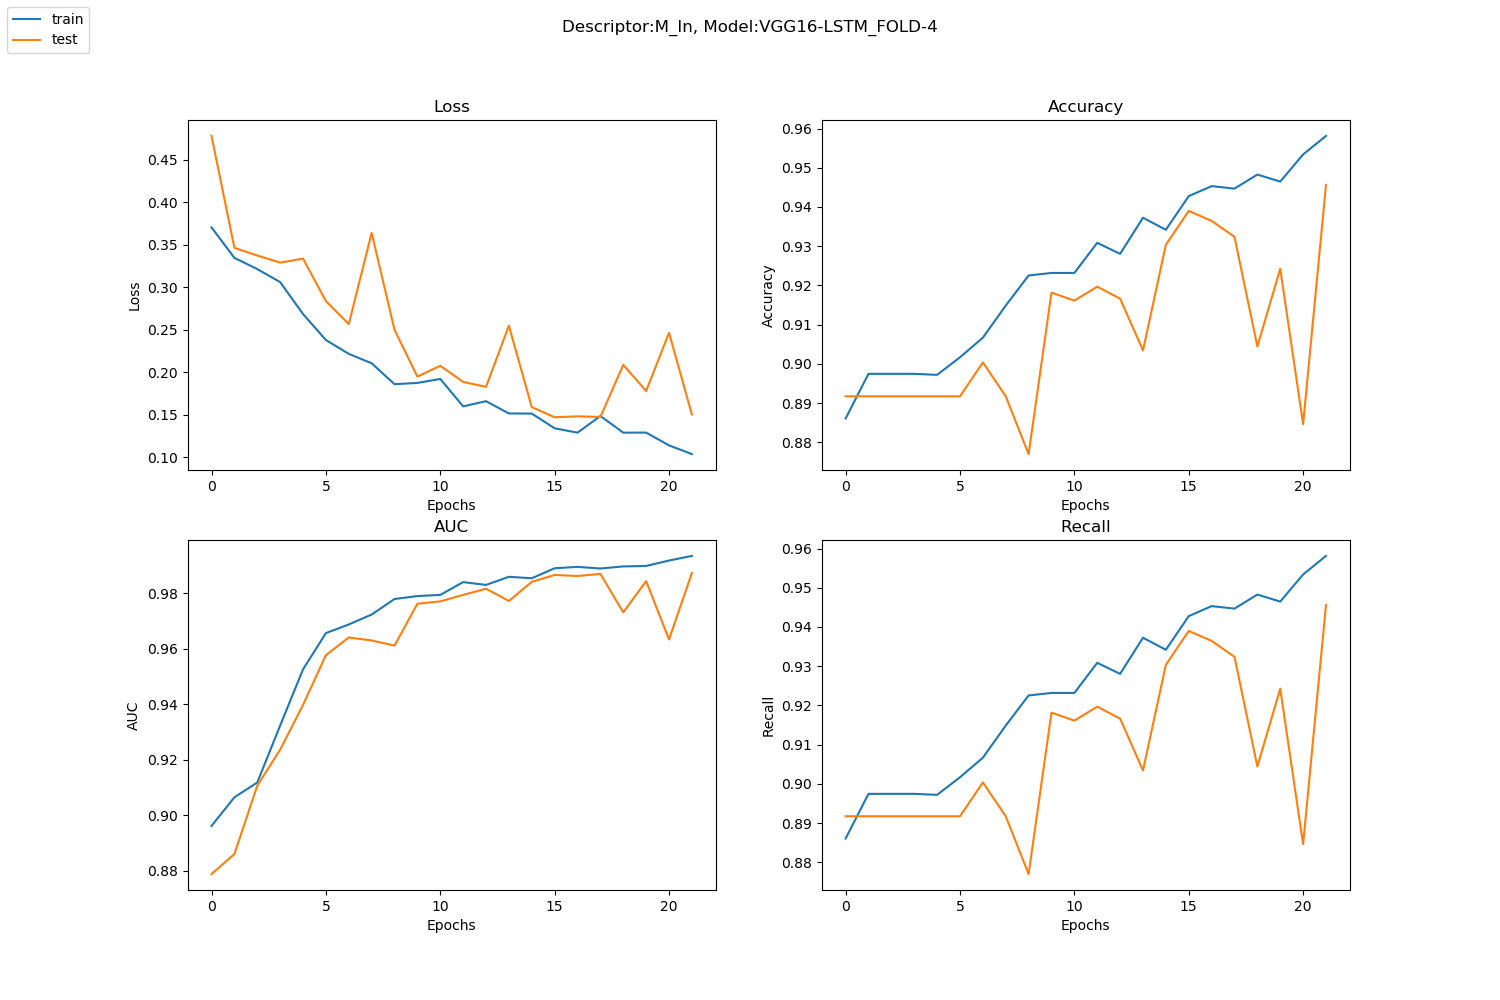 train
test
Descriptor:M_In, Model:VGG16-LSTM_FOLD-4
Loss
Loss
0.45
0.40
0.35
0.30
0.25
0.20
0.15
0.10
0 5 10 15 20
Epochs
Accuracy
Accuracy
0.96
0.95
0.94
0.93
0.92
0.91
0.90
0.89
0.88
0 5 10 15 20
Epochs
AUC
AUC
0.98
0.96
0.94
0.92
0.90
0.88
0 5 10 15 20
Epochs
Recall
Recall
0.96
0.95
0.94
0.93
0.92
0.91
0.90
0.89
0.88
0 5 10 15 20
Epochs